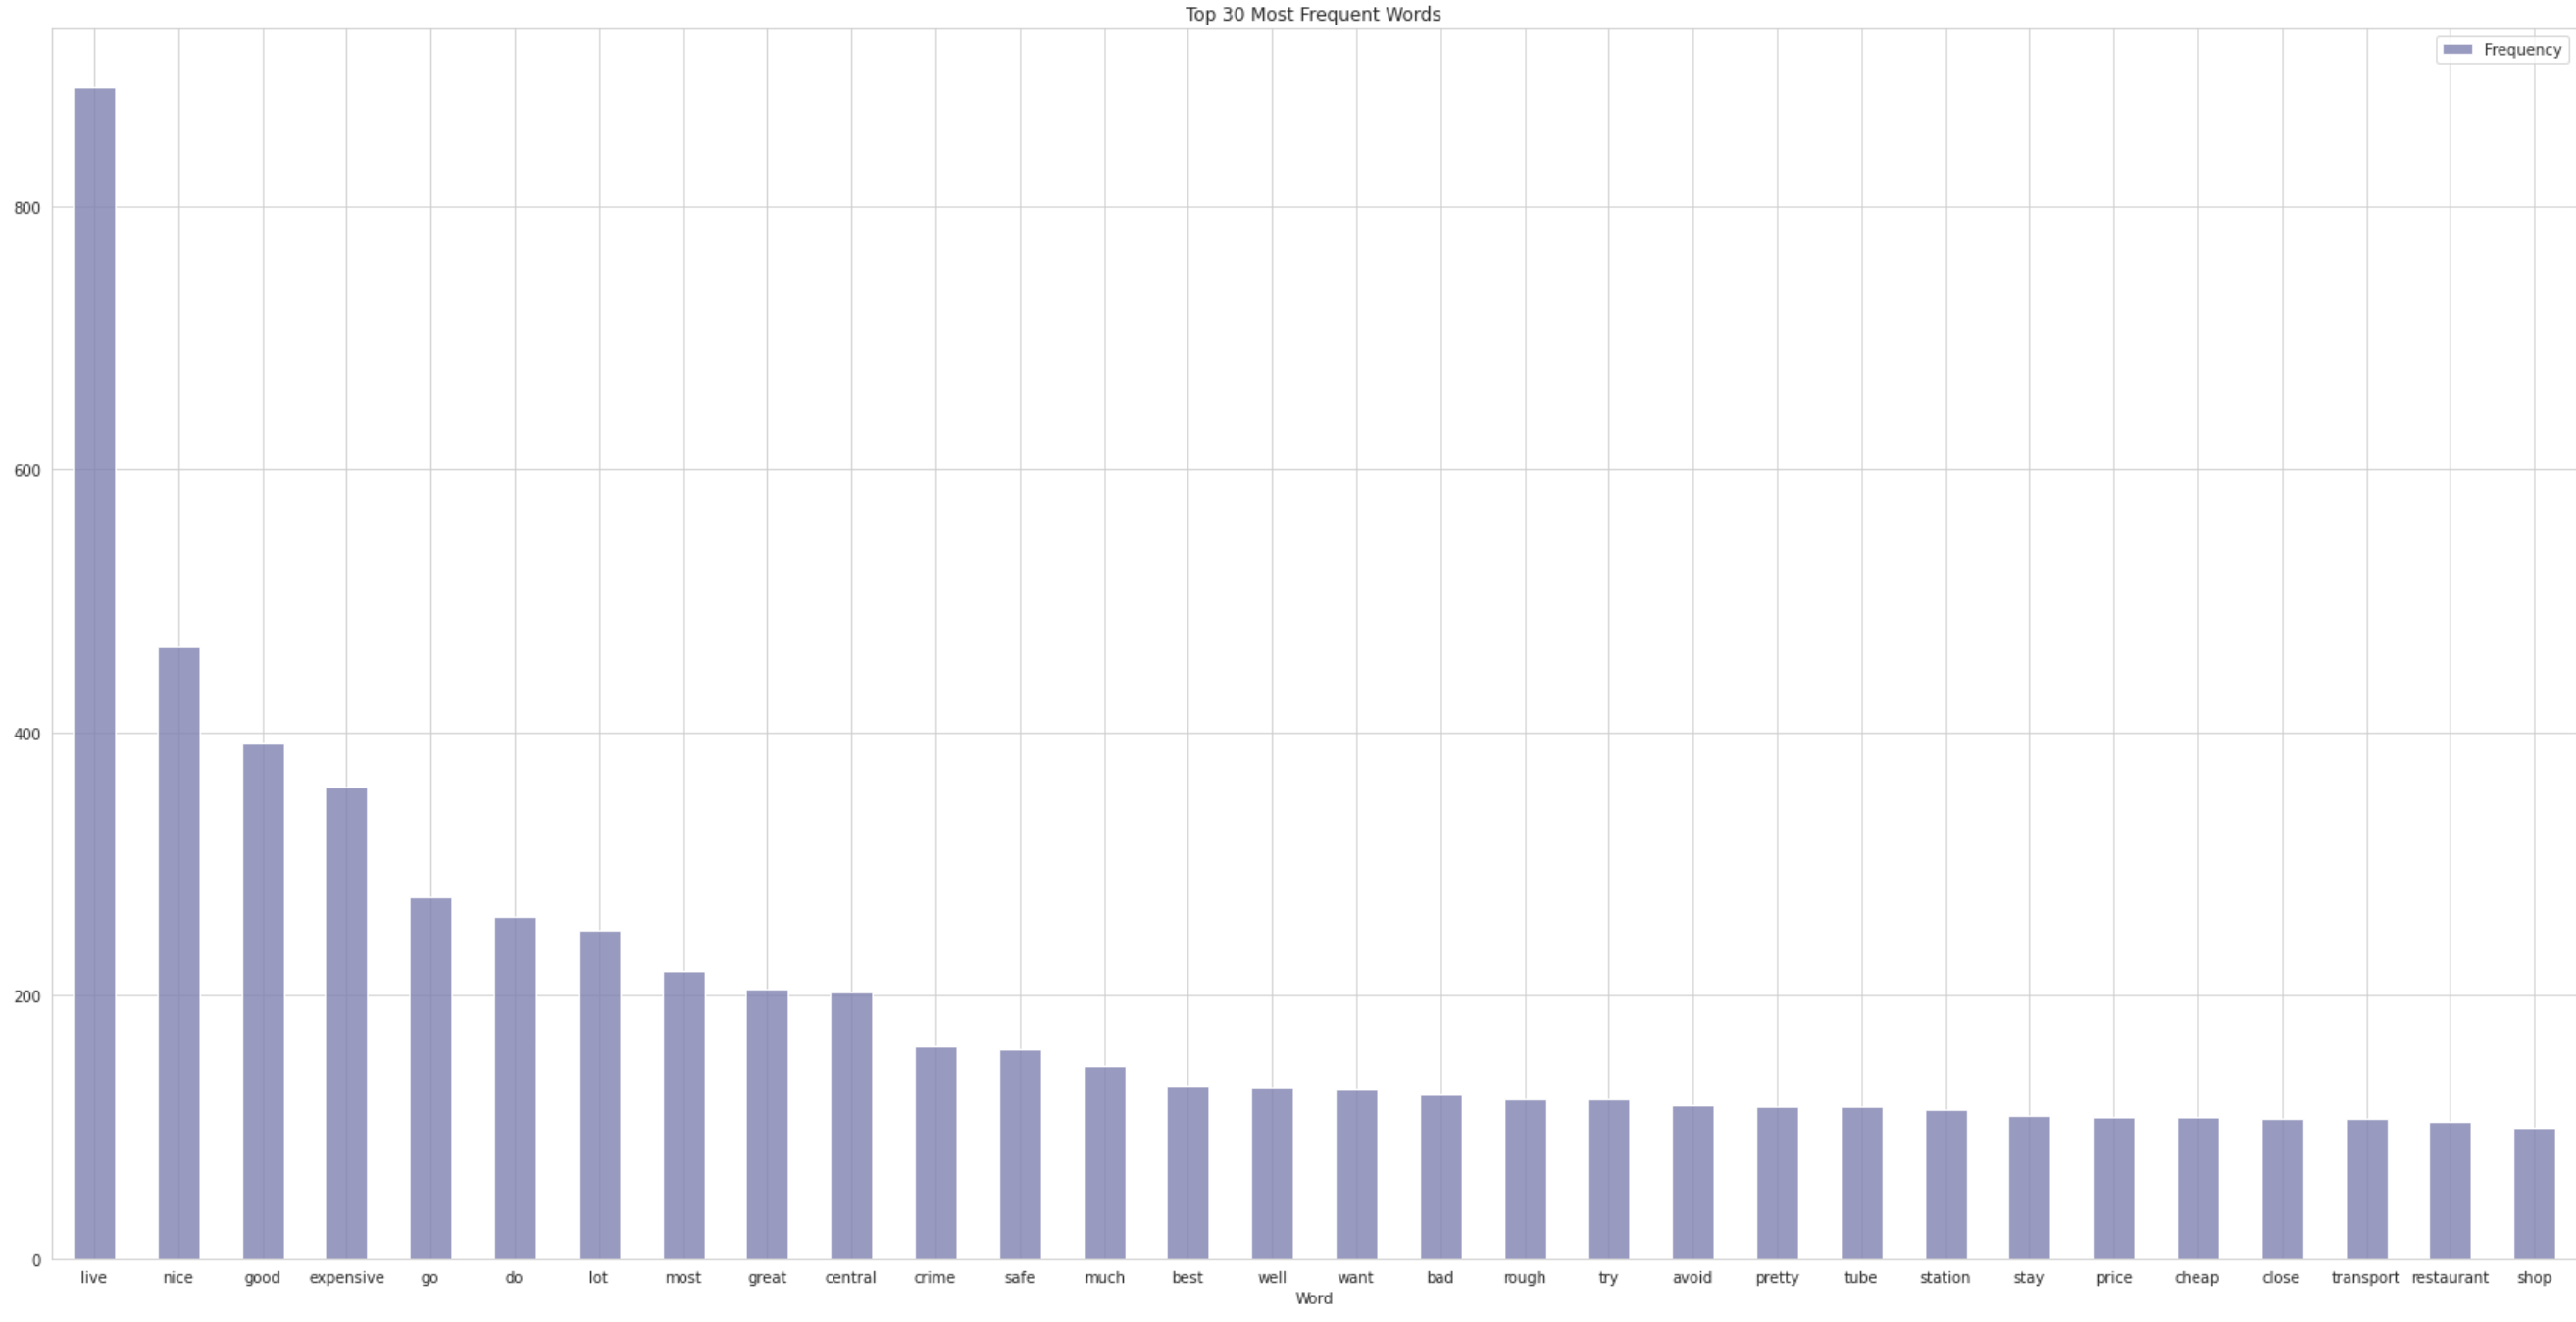 Top 30 Most Frequent Words
Frequency
800
600
400
200
0
live nice good expensive go do lot most great central crime safe much best well want bad rough try avoid pretty tube station stay price cheap close transport restaurant shop
Word